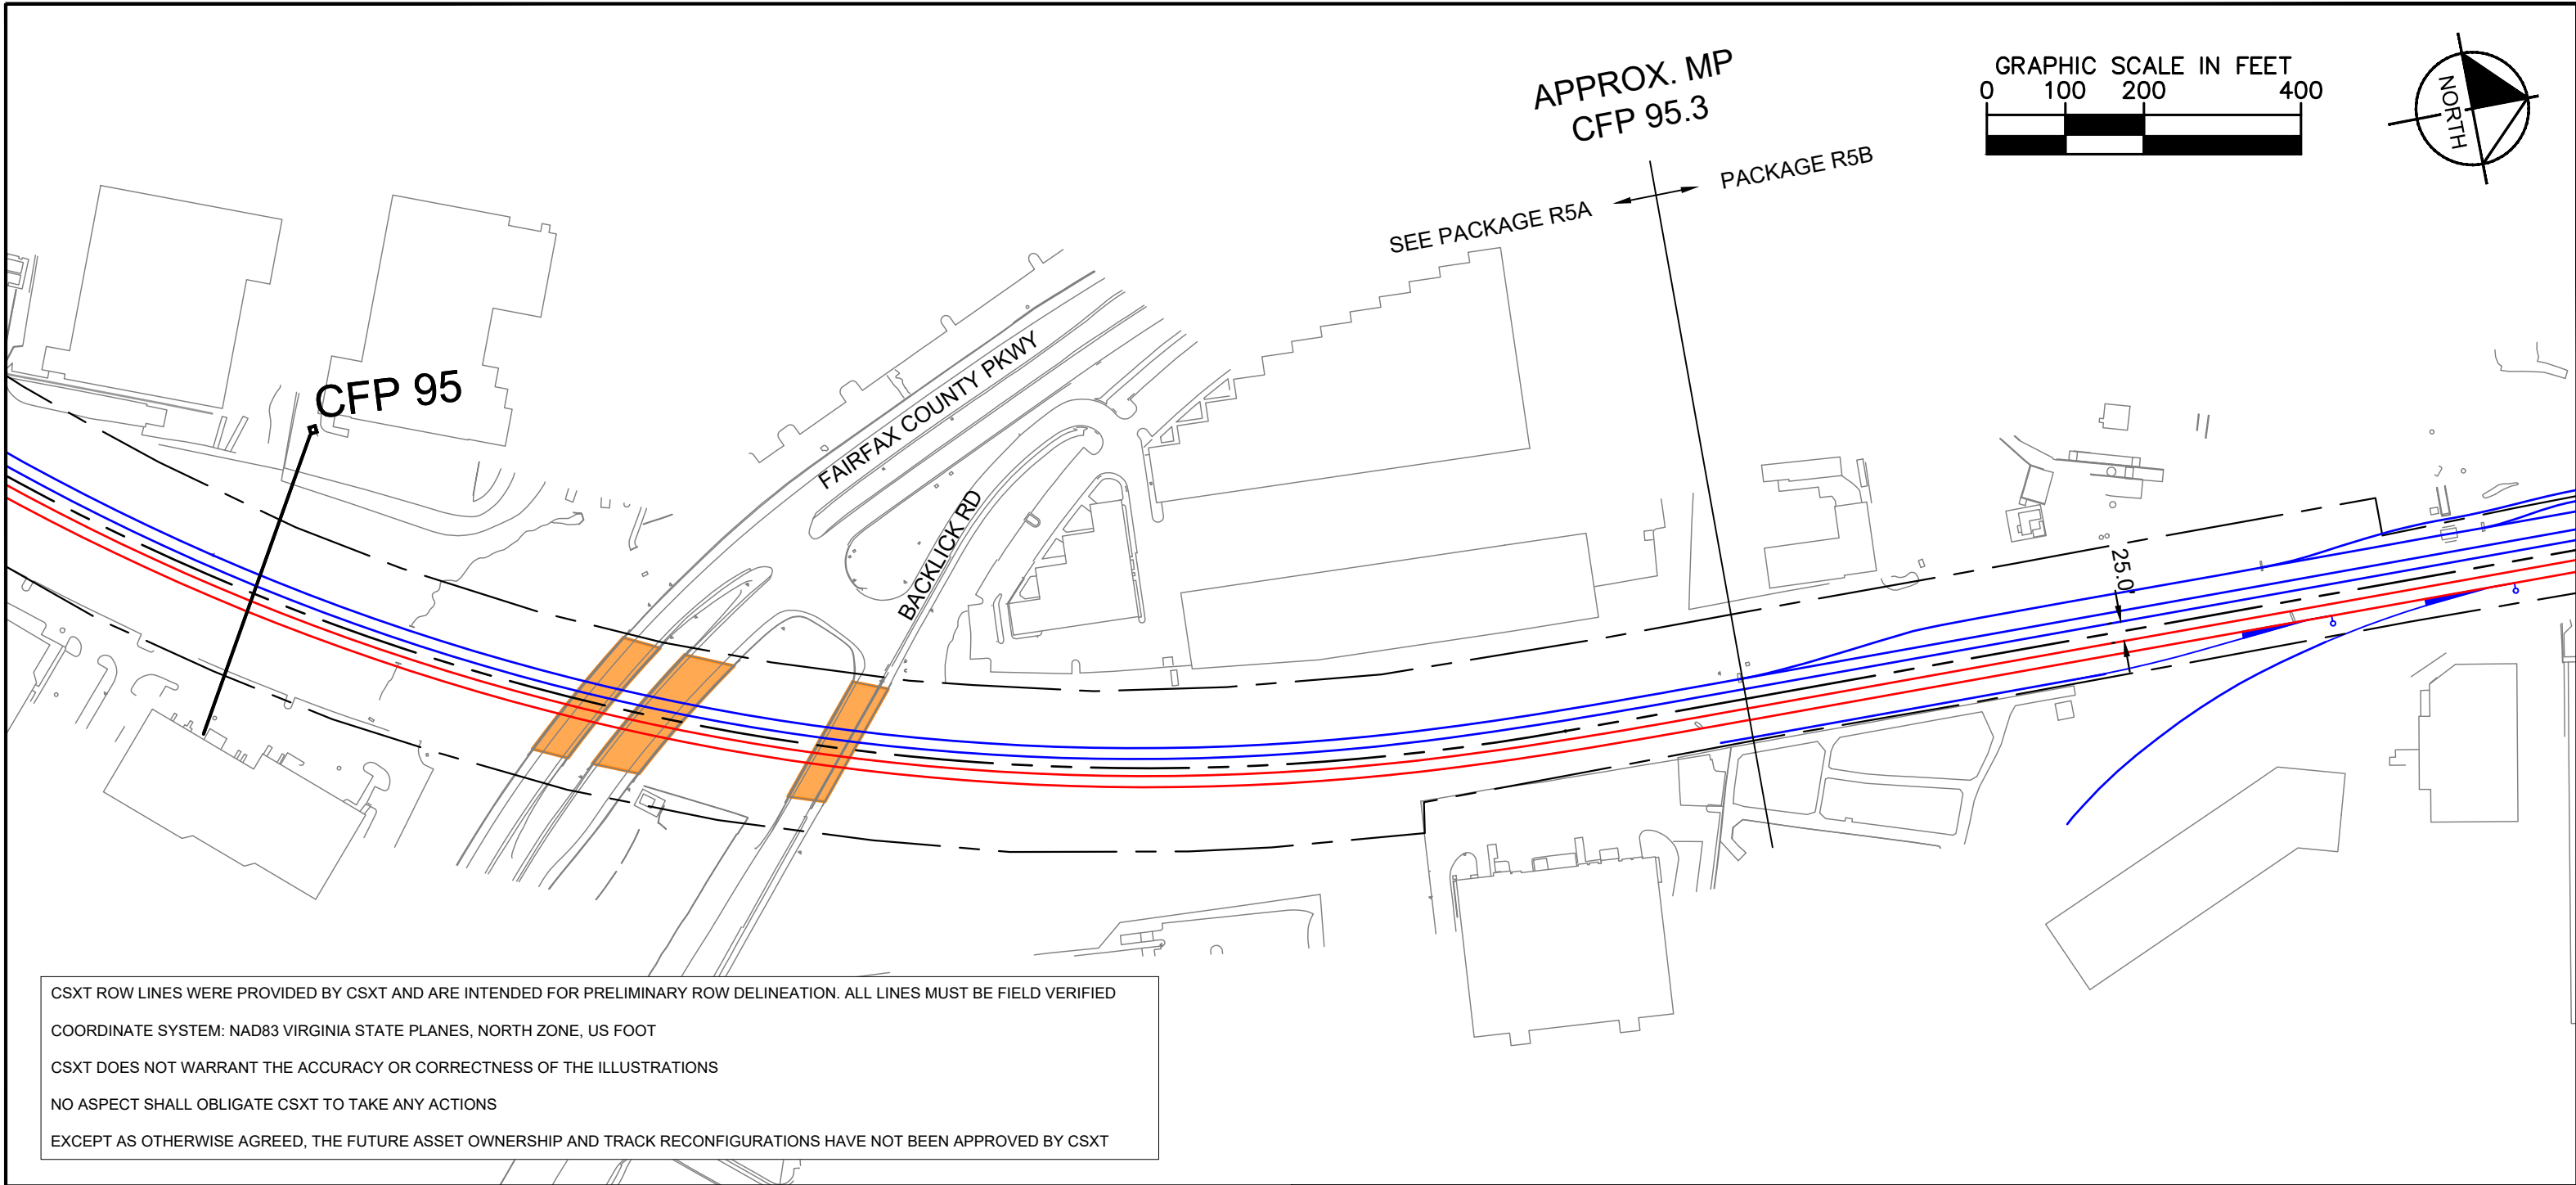 APPROX. MP
CFP 95.3
GRAPHIC SCALE IN FEET
0 100 200 400
NORTH
SEE PACKAGE R5A
PACKAGE R5B
CFP 95
FAIRFAX COUNTY PKWY
BACKLICK RD
25.0'
CSXT ROW LINES WERE PROVIDED BY CSXT AND ARE INTENDED FOR PRELIMINARY ROW DELINEATION. ALL LINES MUST BE FIELD VERIFIED
COORDINATE SYSTEM: NAD83 VIRGINIA STATE PLANES, NORTH ZONE, US FOOT
CSXT DOES NOT WARRANT THE ACCURACY OR CORRECTNESS OF THE ILLUSTRATIONS
NO ASPECT SHALL OBLIGATE CSXT TO TAKE ANY ACTIONS
EXCEPT AS OTHERWISE AGREED, THE FUTURE ASSET OWNERSHIP AND TRACK RECONFIGURATIONS HAVE NOT BEEN APPROVED BY CSXT